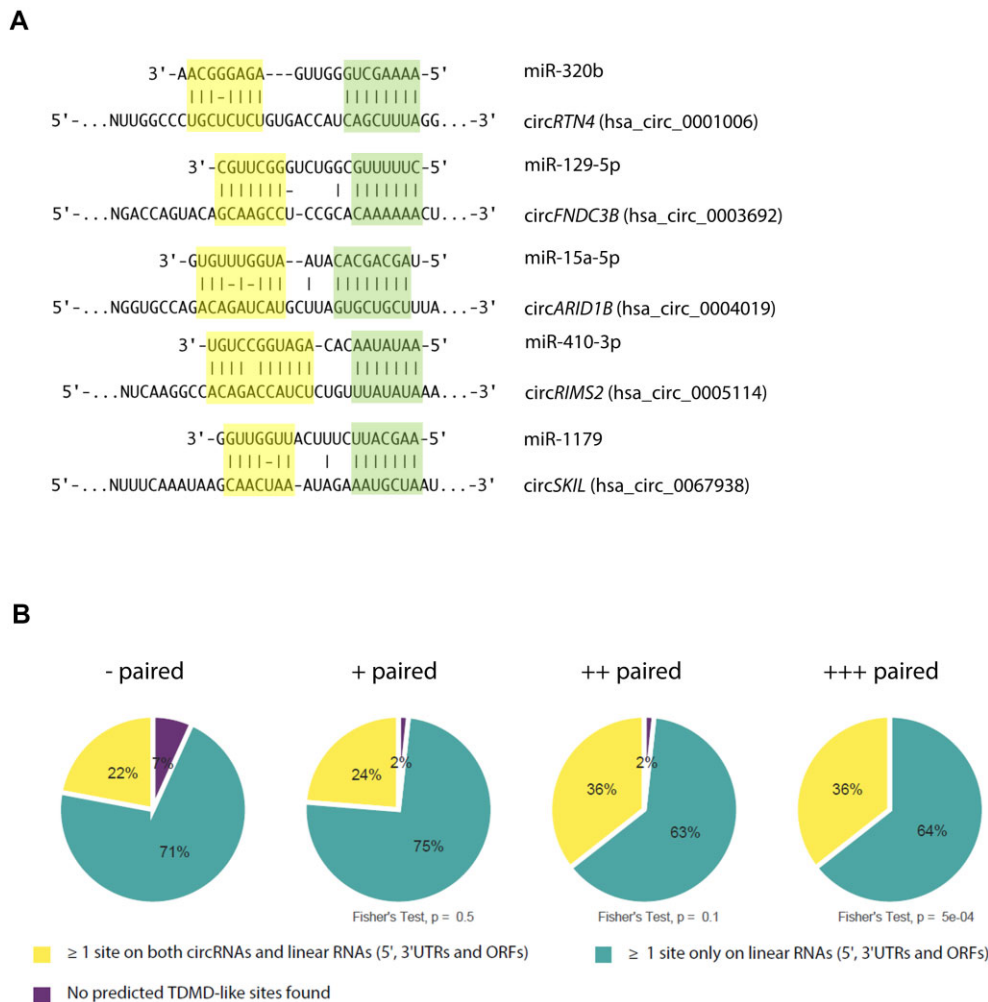 A
3'-AACGGGAGA---GUUGGGUCGAAAA-5' miR-320b
|||-|||| ||||||||
5'-...NUUGGCCCUGCUCUCUGUGACCAUCAGCUUUAGG...-3' circRTN4 (hsa_circ_0001006)
3'-CGUUCGGGUCUGGCGUUUUUC-5' miR-129-5p
|||||||- | |||||||
5'-...NGACCAGUACAGCAAGCCU-CCGCACAAAAAACU...-3' circFNDC3B (hsa_circ_0003692)
3'-GUGUUUGGUA--AUACACGACGAU-5' miR-15a-5p
|||-|-||| | ||||||||
5'-...NGGUGCCAGACAGAUCAUGCUUAGUGCUGCUUUA...-3' circARID1B (hsa_circ_0004019)
3'-UGUCCGGUAGA-CACAAUAUAA-5' miR-410-3p
|||| |||||| |||||||
5'-...NUCAAGGCCACAGACCAUCUCUGUUUAUAUAAA...-3' circRIMS2 (hsa_circ_0005114)
3'-GGUUGGUUACUUUCUUACGAA-5' miR-1179
||||-|| | |||||||
5'-...NUUUCAAAUAAGCAACUAA-AUAGAAAUGCUAAU...-3' circSKIL (hsa_circ_0067938)
B
- paired + paired ++ paired +++ paired
22% 7% 71% 24% 2% 75% 36% 2% 63% 36% 64%
Fisher's Test, p = 0.5 Fisher's Test, p = 0.1 Fisher's Test, p = 5e-04
≥ 1 site on both circRNAs and linear RNAs (5', 3'UTRs and ORFs) ≥ 1 site only on linear RNAs (5', 3'UTRs and ORFs)
No predicted TDMD-like sites found